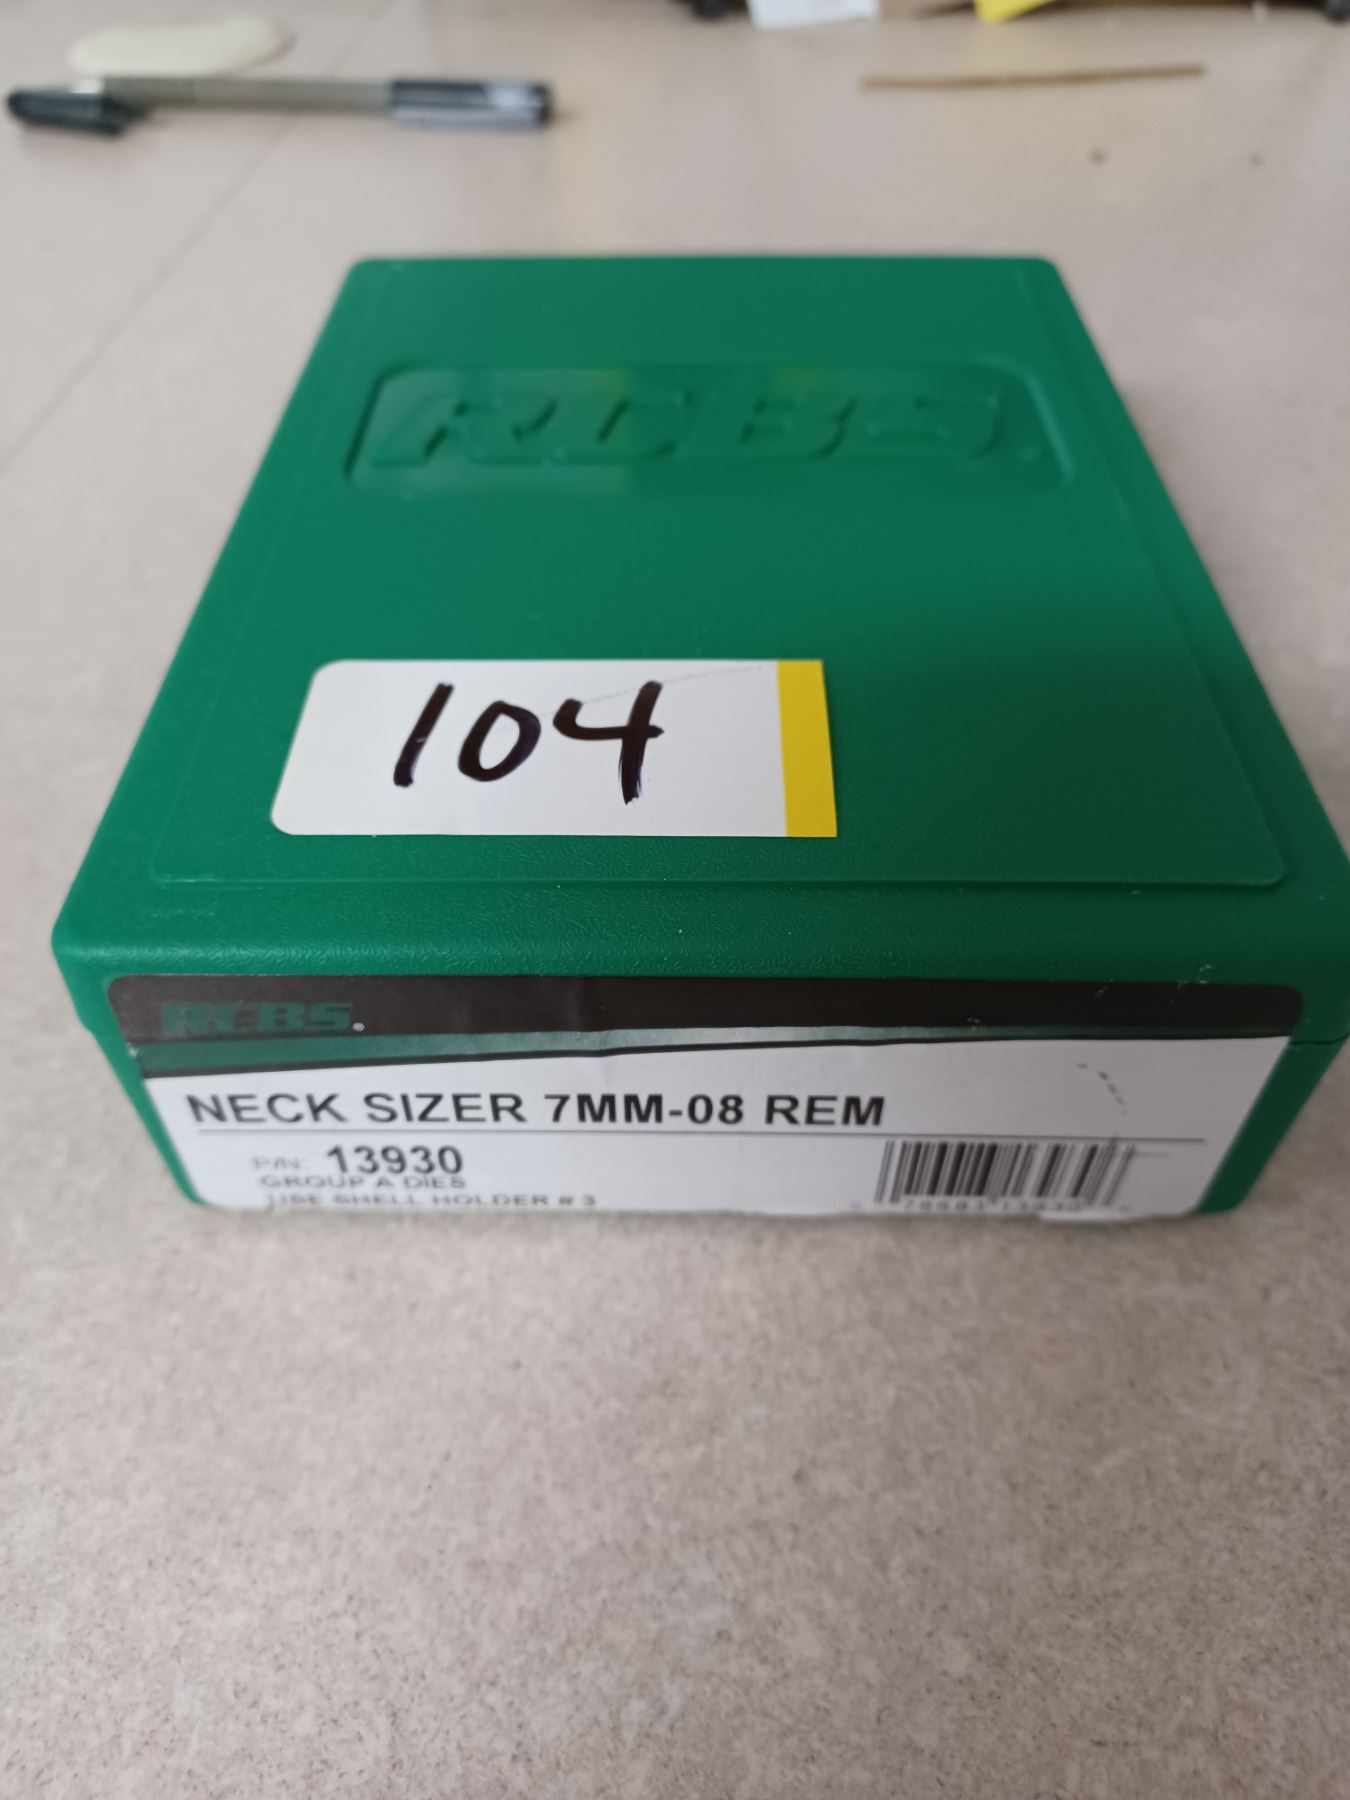 RCBS.
104
RCBS®
NECK SIZER 7MM-08 REM
P/N: 13930
GROUP A DIES
USE SHELL HOLDER # 3